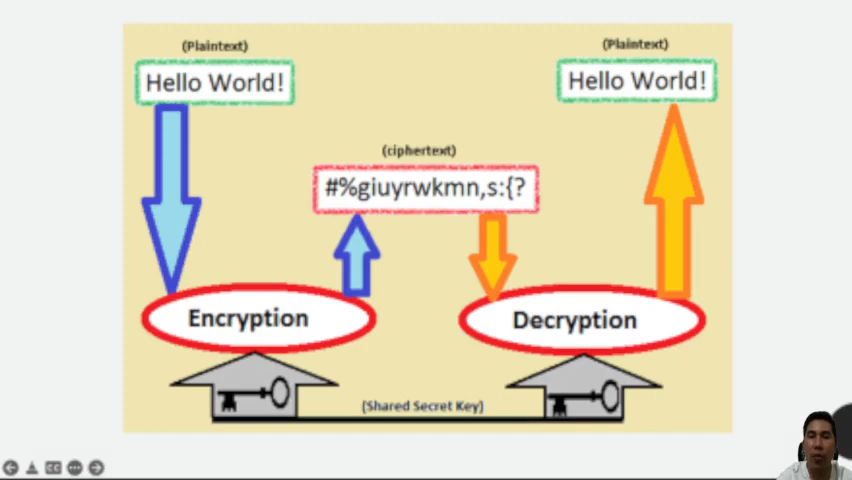 (Plaintext)
Hello World!
(Plaintext)
Hello World!
(ciphertext)
#%giuyrwkmn,s:{?
Encryption
Decryption
(Shared Secret Key)